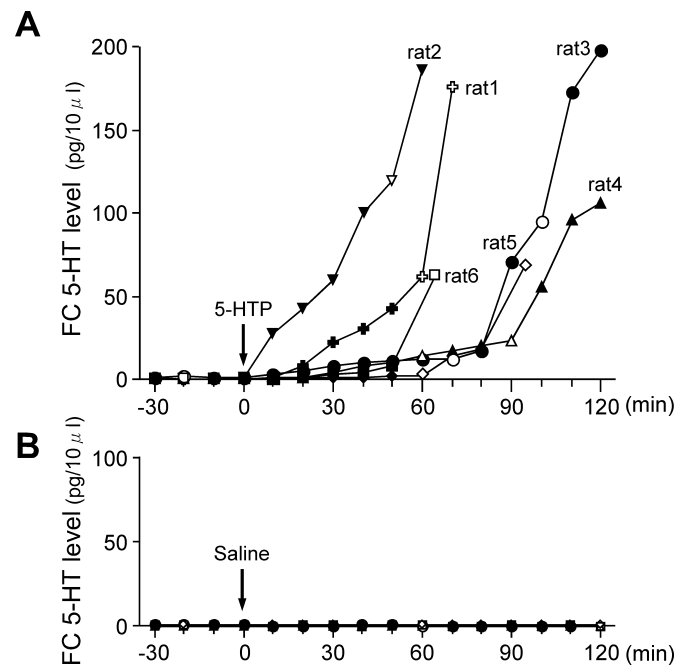 A
FC 5-HT level (pg/10 μl)
200
150
100
50
0
5-HTP
rat2
rat1
rat6
rat5
rat3
rat4
-30 0 30 60 90 120 (min)
B
FC 5-HT level (pg/10 μl)
100
50
0
Saline
-30 0 30 60 90 120 (min)